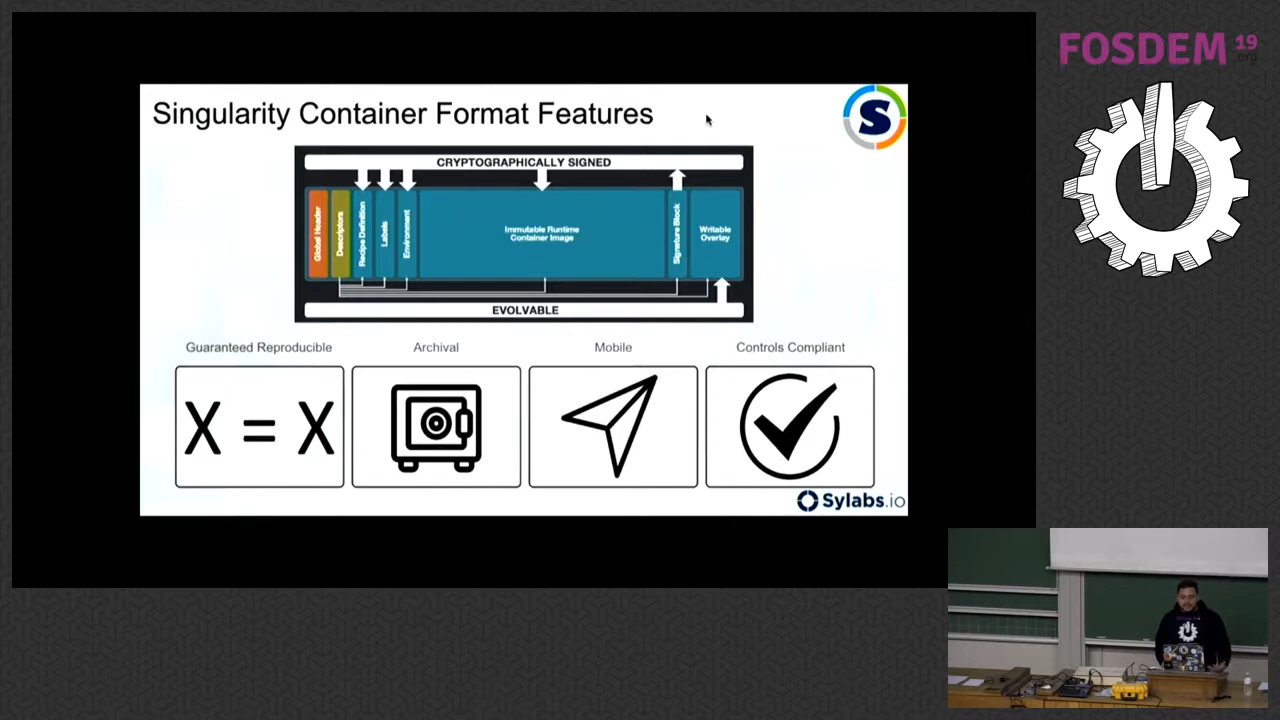 FOSDEM 19
.org
Singularity Container Format Features
S
CRYPTOGRAPHICALLY SIGNED
Global Header
Descriptors
Recipe Definition
Labels
Environment
Immutable Runtime
Container Image
Signature Block
Writable
Overlay
EVOLVABLE
Guaranteed Reproducible
Archival
Mobile
Controls Compliant
X = X
Sylabs.io